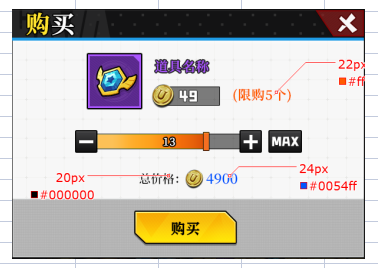 购买
道具名称
22px
49
(限购5个)
#ff
13
MAX
24px
20px
总价格：
4900
#0054ff
#000000
购买